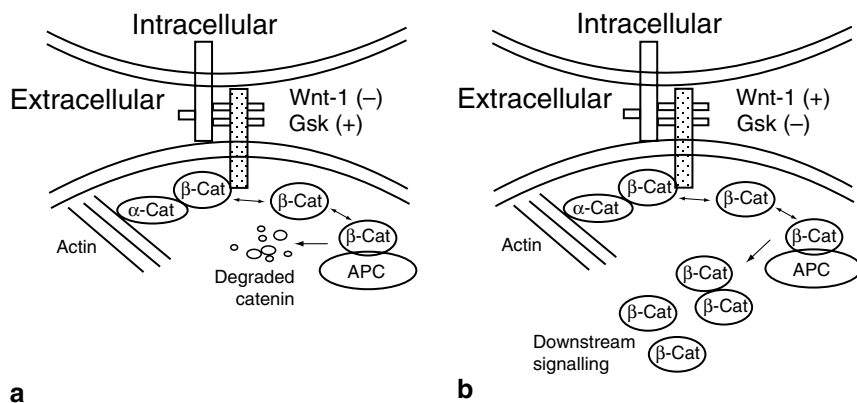 Intracellular
Extracellular
Wnt-1 (–)
Gsk (+)
β-Cat
α-Cat
β-Cat
β-Cat
Actin
APC
Degraded
catenin
a
Intracellular
Extracellular
Wnt-1 (+)
Gsk (–)
β-Cat
α-Cat
β-Cat
β-Cat
Actin
APC
β-Cat
β-Cat
β-Cat
β-Cat
Downstream
signalling
b